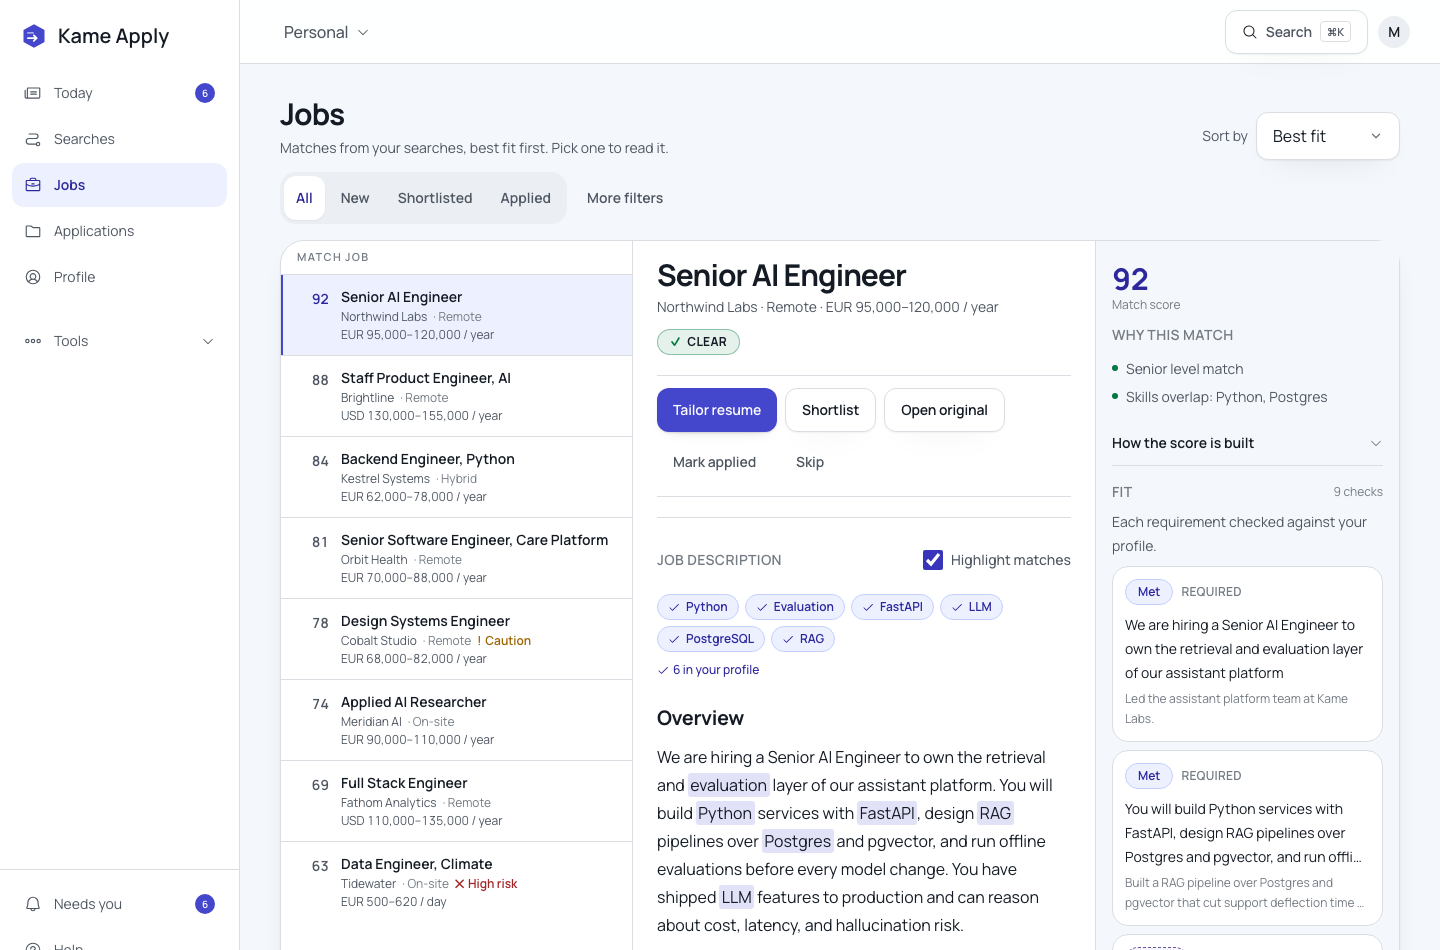 Kame Apply
Today 6
Searches
Jobs
Applications
Profile
Tools
Needs you 6
Help
Personal
Search ⌘K
M
Jobs
Matches from your searches, best fit first. Pick one to read it.
Sort by Best fit
All New Shortlisted Applied More filters
MATCH JOB
92 Senior AI Engineer
Northwind Labs · Remote
EUR 95,000–120,000 / year
88 Staff Product Engineer, AI
Brightline · Remote
USD 130,000–155,000 / year
84 Backend Engineer, Python
Kestrel Systems · Hybrid
EUR 62,000–78,000 / year
81 Senior Software Engineer, Care Platform
Orbit Health · Remote
EUR 70,000–88,000 / year
78 Design Systems Engineer
Cobalt Studio · Remote ! Caution
EUR 68,000–82,000 / year
74 Applied AI Researcher
Meridian AI · On-site
EUR 90,000–110,000 / year
69 Full Stack Engineer
Fathom Analytics · Remote
USD 110,000–135,000 / year
63 Data Engineer, Climate
Tidewater · On-site High risk
EUR 500–620 / day
Senior AI Engineer
Northwind Labs · Remote · EUR 95,000–120,000 / year
CLEAR
Tailor resume Shortlist Open original
Mark applied Skip
JOB DESCRIPTION Highlight matches
Python Evaluation FastAPI LLM
PostgreSQL RAG
6 in your profile
Overview
We are hiring a Senior AI Engineer to own the retrieval
and evaluation layer of our assistant platform. You will
build Python services with FastAPI, design RAG
pipelines over Postgres and pgvector, and run offline
evaluations before every model change. You have
shipped LLM features to production and can reason
about cost, latency, and hallucination risk.
92
Match score
WHY THIS MATCH
Senior level match
Skills overlap: Python, Postgres
How the score is built
FIT 9 checks
Each requirement checked against your
profile.
Met REQUIRED
We are hiring a Senior AI Engineer to
own the retrieval and evaluation layer
of our assistant platform
Led the assistant platform team at Kame
Labs.
Met REQUIRED
You will build Python services with
FastAPI, design RAG pipelines over
Postgres and pgvector, and run offli…
Built a RAG pipeline over Postgres and
pgvector that cut support deflection time …